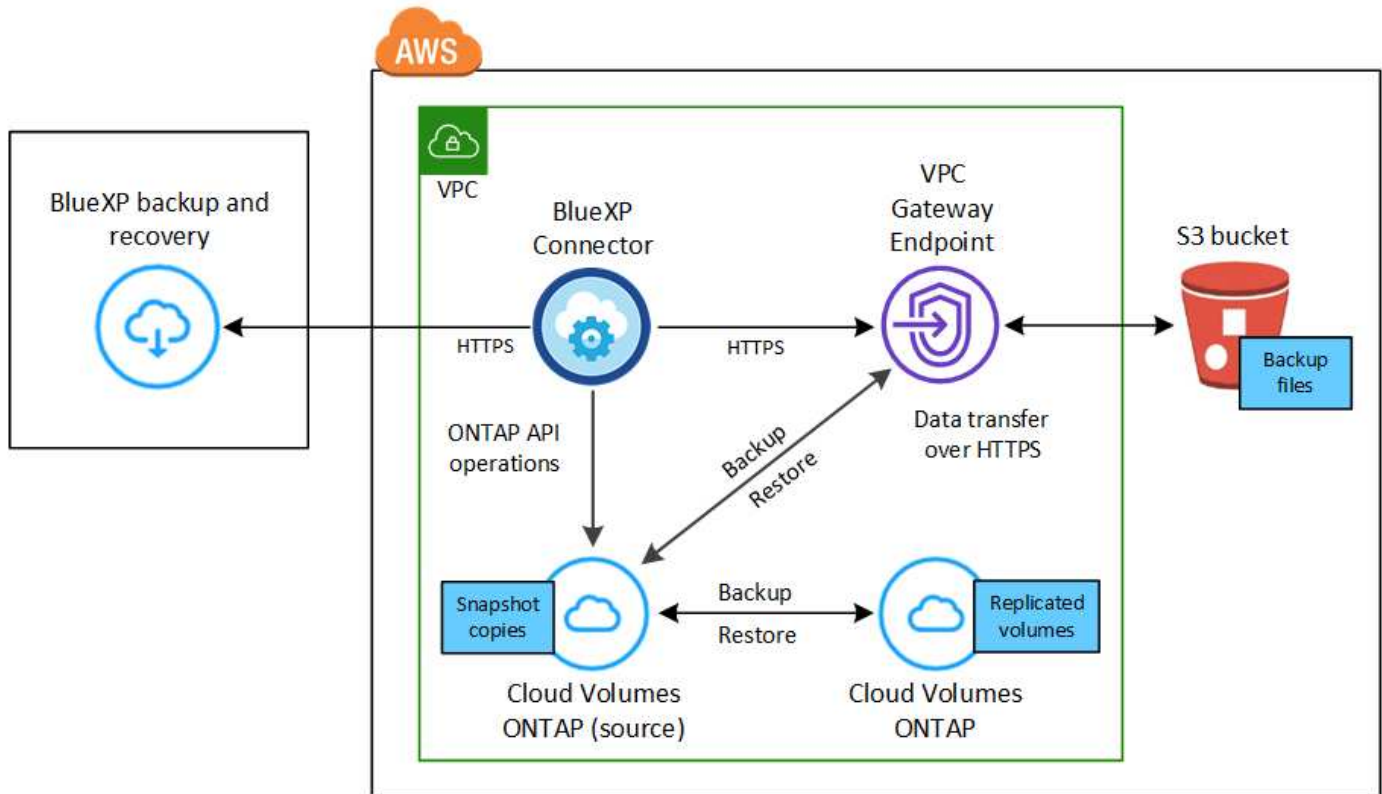 AWS
VPC
BlueXP backup and
recovery
BlueXP
Connector
VPC
Gateway
Endpoint
S3 bucket
HTTPS
HTTPS
Backup
files
ONTAP API
operations
Backup
Restore
Data transfer
over HTTPS
Snapshot
copies
Backup
Restore
Replicated
volumes
Cloud Volumes
ONTAP (source)
Cloud Volumes
ONTAP